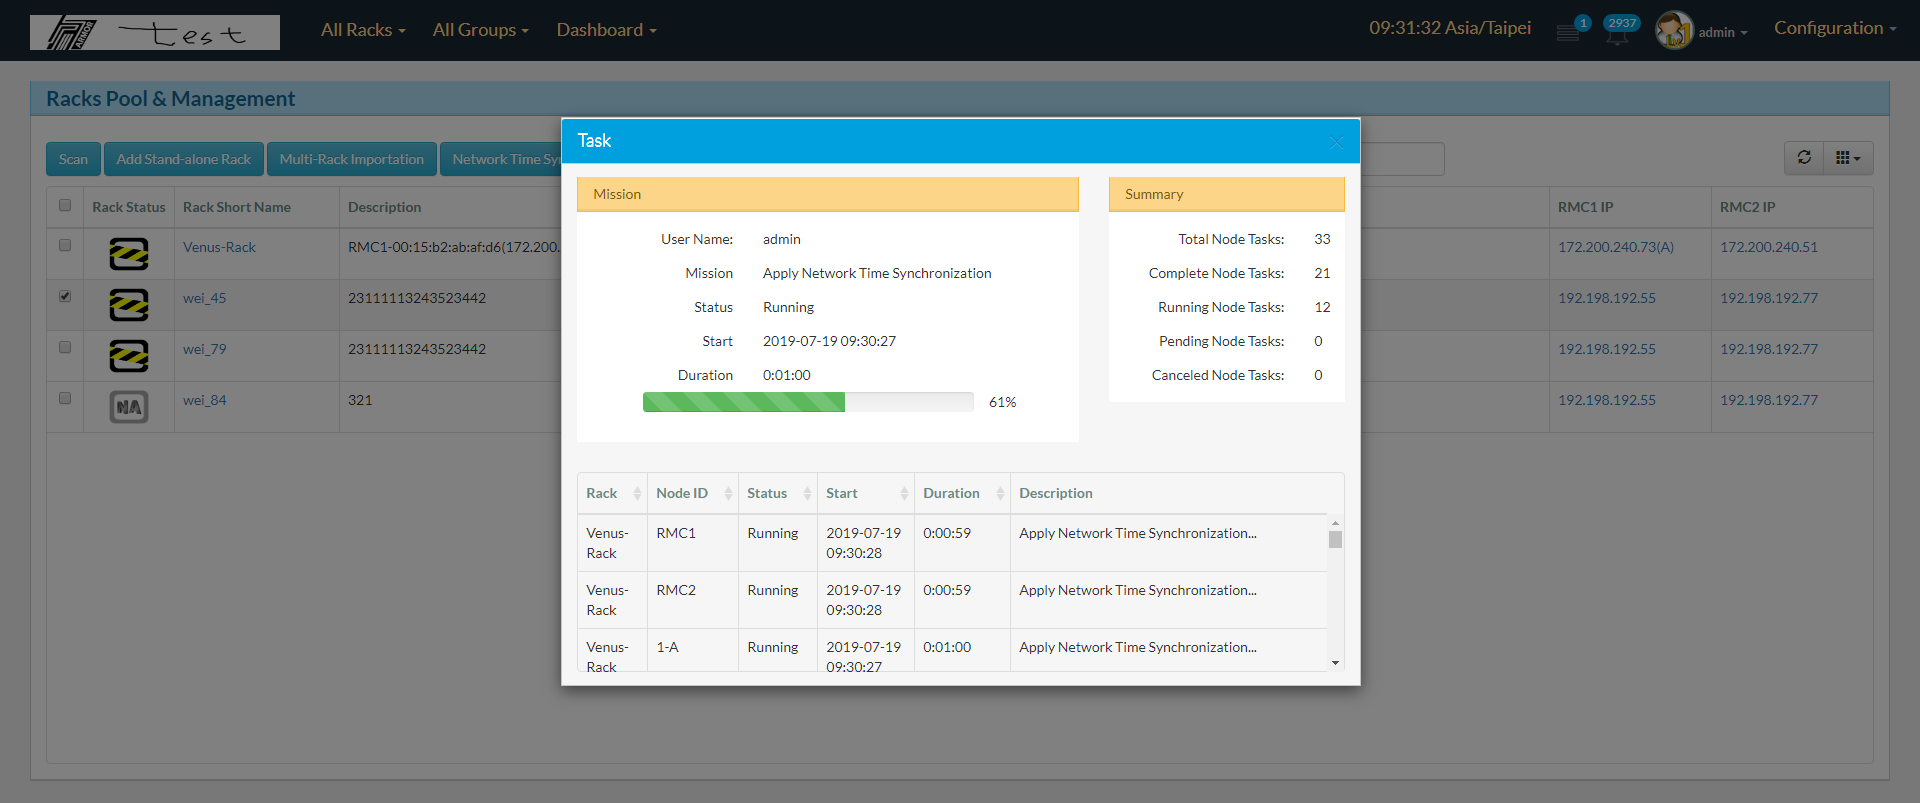 ARMOR test All Racks All Groups Dashboard 09:31:32 Asia/Taipei 1 2937 admin Configuration
Racks Pool & Management
Scan Add Stand-alone Rack Multi-Rack Importation Network Time
Rack Status Rack Short Name Description RMC1 IP RMC2 IP
Venus-Rack RMC1-00:15:b2:ab:af:d6(172.200. 172.200.240.73(A) 172.200.240.51
wei_45 23111113243523442 192.198.192.55 192.198.192.77
wei_79 23111113243523442 192.198.192.55 192.198.192.77
NA wei_84 321 192.198.192.55 192.198.192.77
Task
Mission
User Name: admin
Mission Apply Network Time Synchronization
Status Running
Start 2019-07-19 09:30:27
Duration 0:01:00
61%
Summary
Total Node Tasks: 33
Complete Node Tasks: 21
Running Node Tasks: 12
Pending Node Tasks: 0
Canceled Node Tasks: 0
Rack Node ID Status Start Duration Description
Venus- RMC1 Running 2019-07-19 0:00:59 Apply Network Time Synchronization...
Rack 09:30:28
Venus- RMC2 Running 2019-07-19 0:00:59 Apply Network Time Synchronization...
Rack 09:30:28
Venus- 1-A Running 2019-07-19 0:01:00 Apply Network Time Synchronization...
Rack 09:30:27